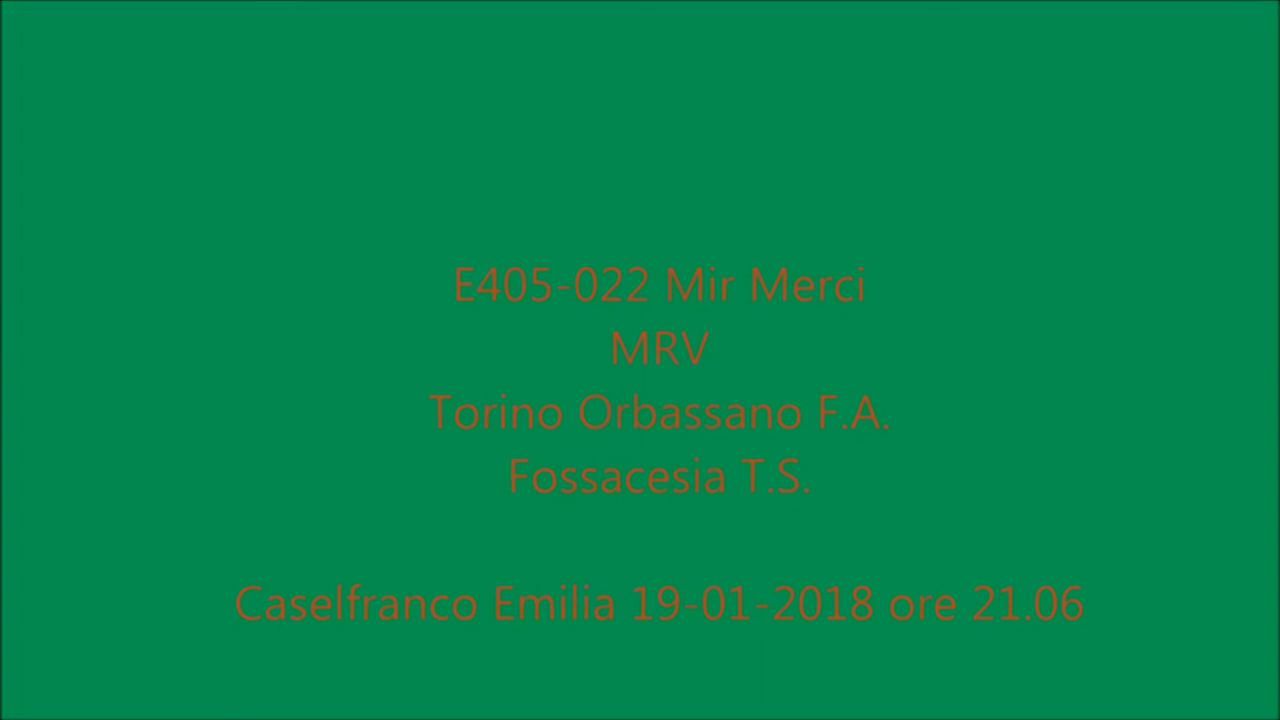 E405-022 Mir Merci
MRV
Torino Orbassano F.A.
Fossacesia T.S.
Caselfranco Emilia 19-01-2018 ore 21.06